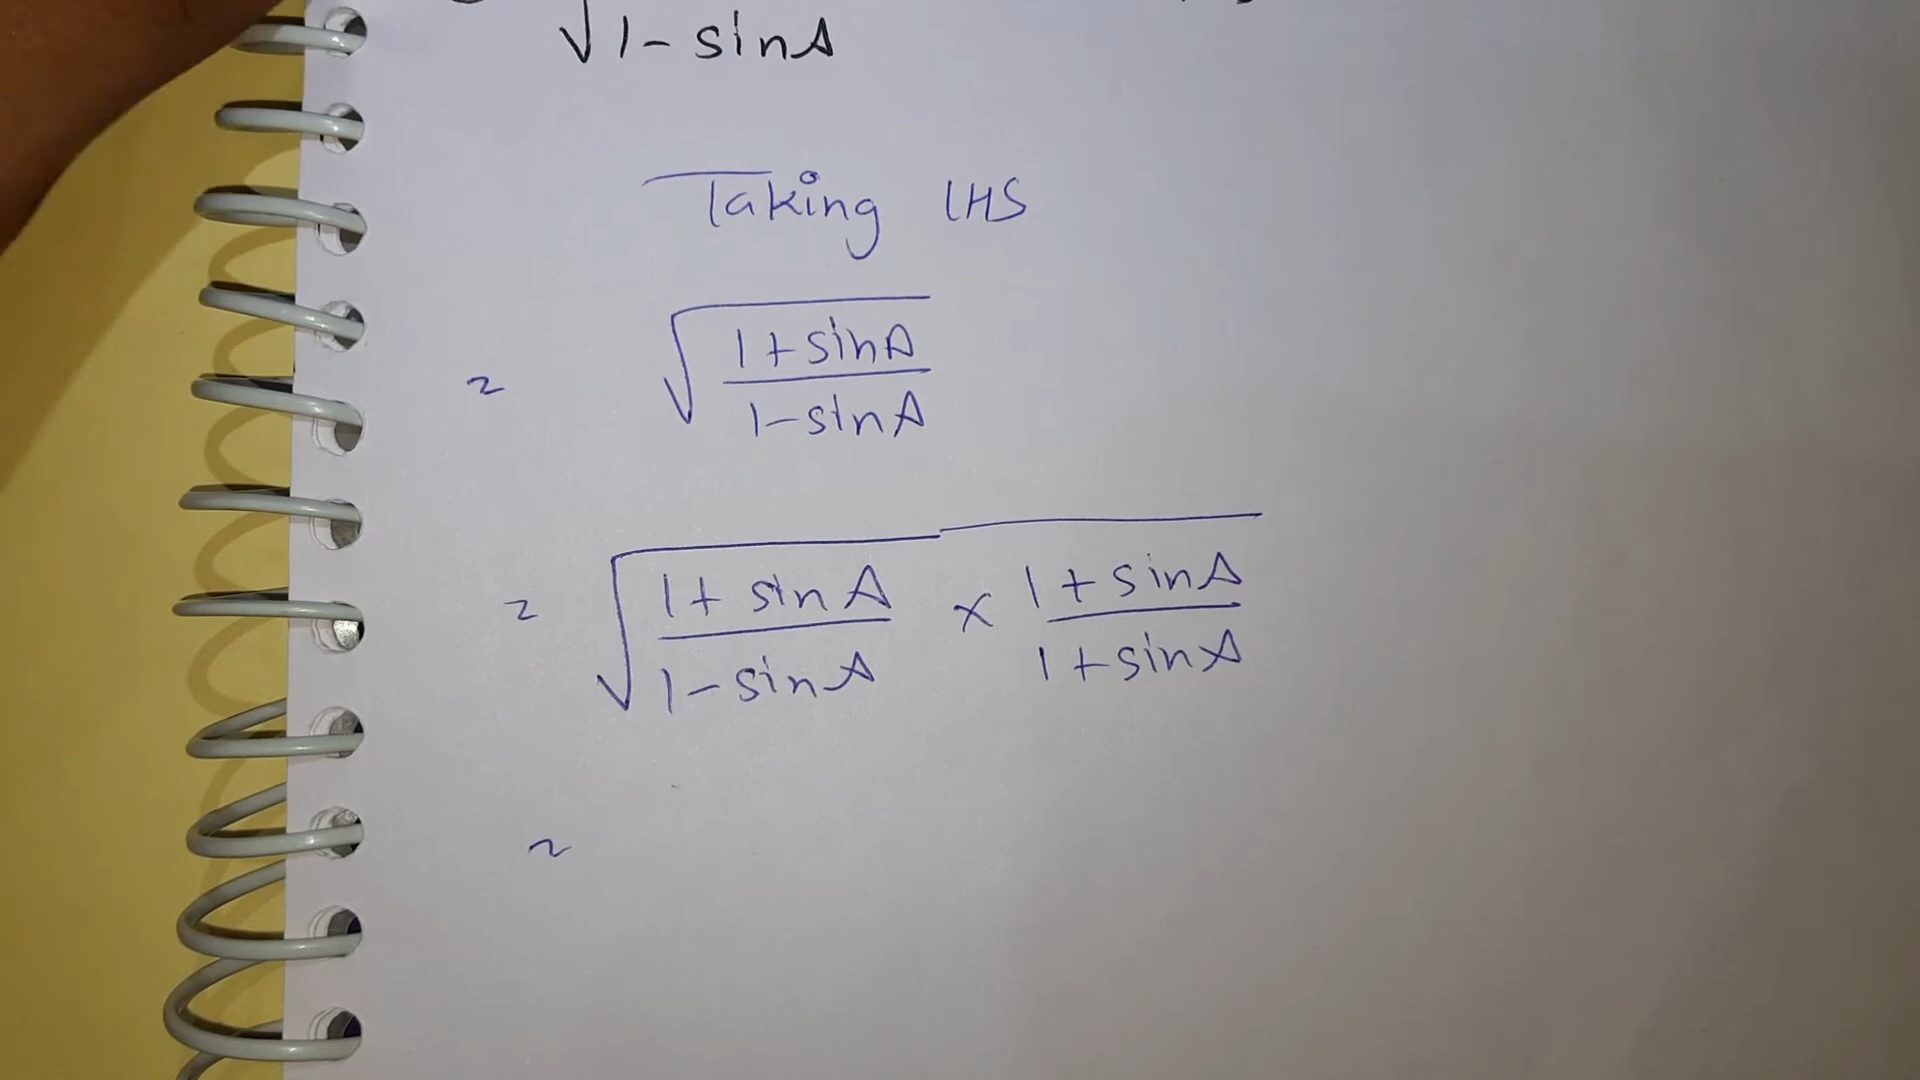 √1-sinA
Taking LHS
= √(1+sinA / 1-sinA)
= √(1+ sinA / 1-sinA × 1+sinA / 1+sinA)
=